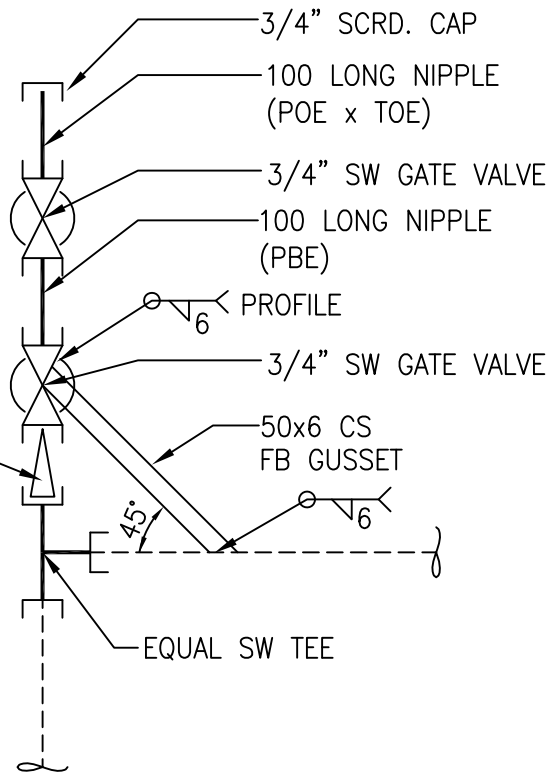 3/4" SCRD. CAP
100 LONG NIPPLE
(POE x TOE)
3/4" SW GATE VALVE
100 LONG NIPPLE
(PBE)
6 PROFILE
3/4" SW GATE VALVE
50x6 CS
FB GUSSET
6
45°
EQUAL SW TEE